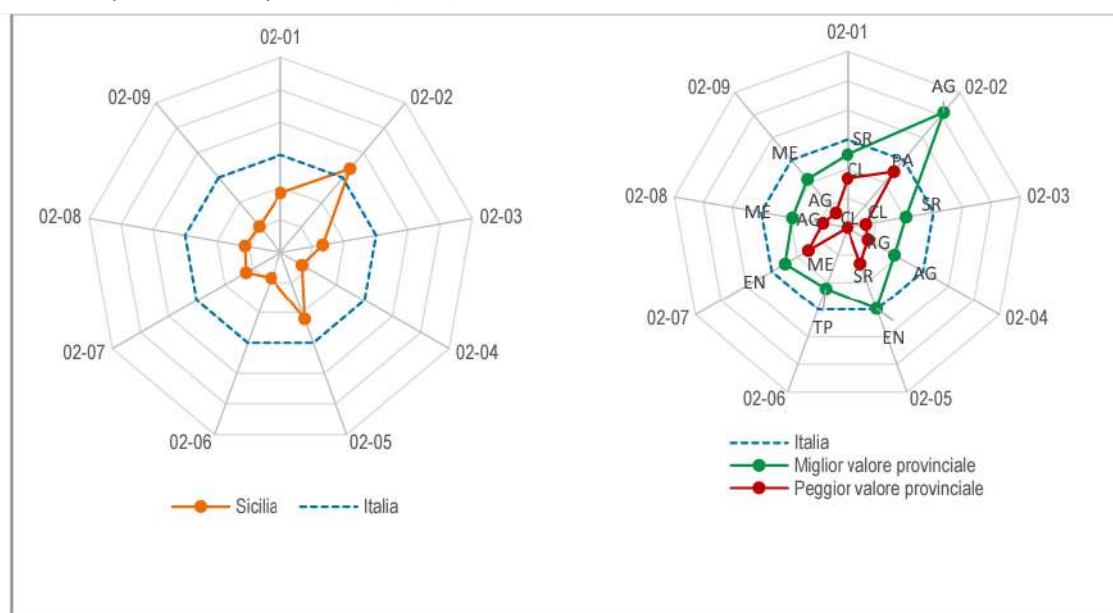 02-01
02-02
02-03
02-04
02-05
02-06
02-07
02-08
02-09
Sicilia
Italia
02-01
02-02
02-03
02-04
02-05
02-06
02-07
02-08
02-09
AG
SR
PA
ME
CL
AG
SR
CL
CL
ME
AG
RG
AG
ME
SR
EN
TP
EN
Italia
Miglior valore provinciale
Peggior valore provinciale